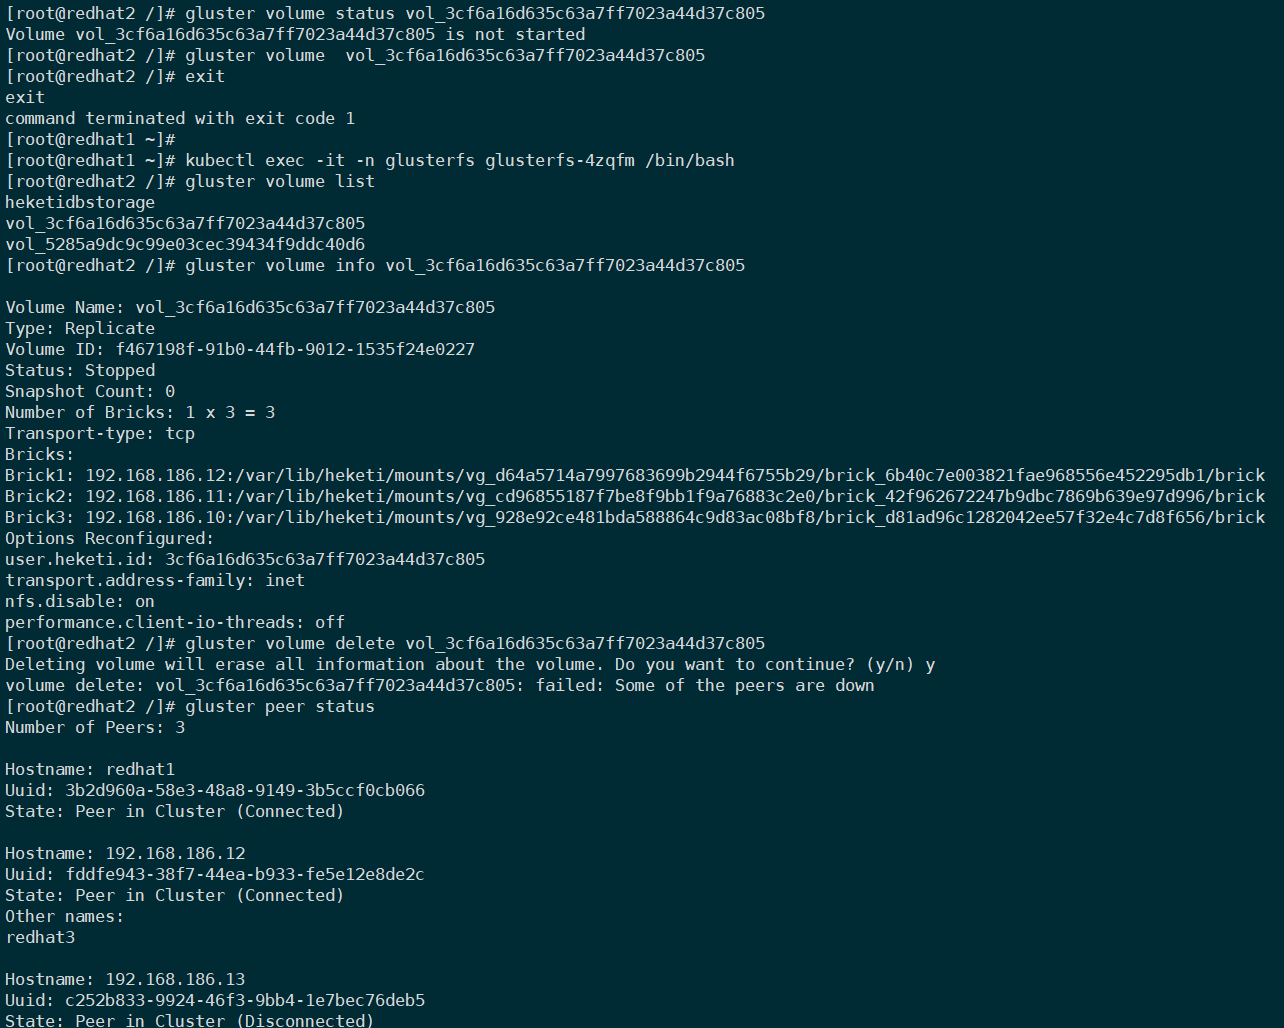 [root@redhat2 /]# gluster volume status vol_3cf6a16d635c63a7ff7023a44d37c805
Volume vol_3cf6a16d635c63a7ff7023a44d37c805 is not started
[root@redhat2 /]# gluster volume  vol_3cf6a16d635c63a7ff7023a44d37c805
[root@redhat2 /]# exit
exit
command terminated with exit code 1
[root@redhat1 ~]#
[root@redhat1 ~]# kubectl exec -it -n glusterfs glusterfs-4zqfm /bin/bash
[root@redhat2 /]# gluster volume list
heketidbstorage
vol_3cf6a16d635c63a7ff7023a44d37c805
vol_5285a9dc9c99e03cec39434f9ddc40d6
[root@redhat2 /]# gluster volume info vol_3cf6a16d635c63a7ff7023a44d37c805
Volume Name: vol_3cf6a16d635c63a7ff7023a44d37c805
Type: Replicate
Volume ID: f467198f-91b0-44fb-9012-1535f24e0227
Status: Stopped
Snapshot Count: 0
Number of Bricks: 1 x 3 = 3
Transport-type: tcp
Bricks:
Brick1: 192.168.186.12:/var/lib/heketi/mounts/vg_d64a5714a7997683699b2944f6755b29/brick_6b40c7e003821fae968556e452295db1/brick
Brick2: 192.168.186.11:/var/lib/heketi/mounts/vg_cd96855187f7be8f9bb1f9a76883c2e0/brick_42f962672247b9dbc7869b639e97d996/brick
Brick3: 192.168.186.10:/var/lib/heketi/mounts/vg_928e92ce481bda588864c9d83ac08bf8/brick_d81ad96c1282042ee57f32e4c7d8f656/brick
Options Reconfigured:
user.heketi.id: 3cf6a16d635c63a7ff7023a44d37c805
transport.address-family: inet
nfs.disable: on
performance.client-io-threads: off
[root@redhat2 /]# gluster volume delete vol_3cf6a16d635c63a7ff7023a44d37c805
Deleting volume will erase all information about the volume. Do you want to continue? (y/n) y
volume delete: vol_3cf6a16d635c63a7ff7023a44d37c805: failed: Some of the peers are down
[root@redhat2 /]# gluster peer status
Number of Peers: 3
Hostname: redhat1
Uuid: 3b2d960a-58e3-48a8-9149-3b5ccf0cb066
State: Peer in Cluster (Connected)
Hostname: 192.168.186.12
Uuid: fddfe943-38f7-44ea-b933-fe5e12e8de2c
State: Peer in Cluster (Connected)
Other names:
redhat3
Hostname: 192.168.186.13
Uuid: c252b833-9924-46f3-9bb4-1e7bec76deb5
State: Peer in Cluster (Disconnected)